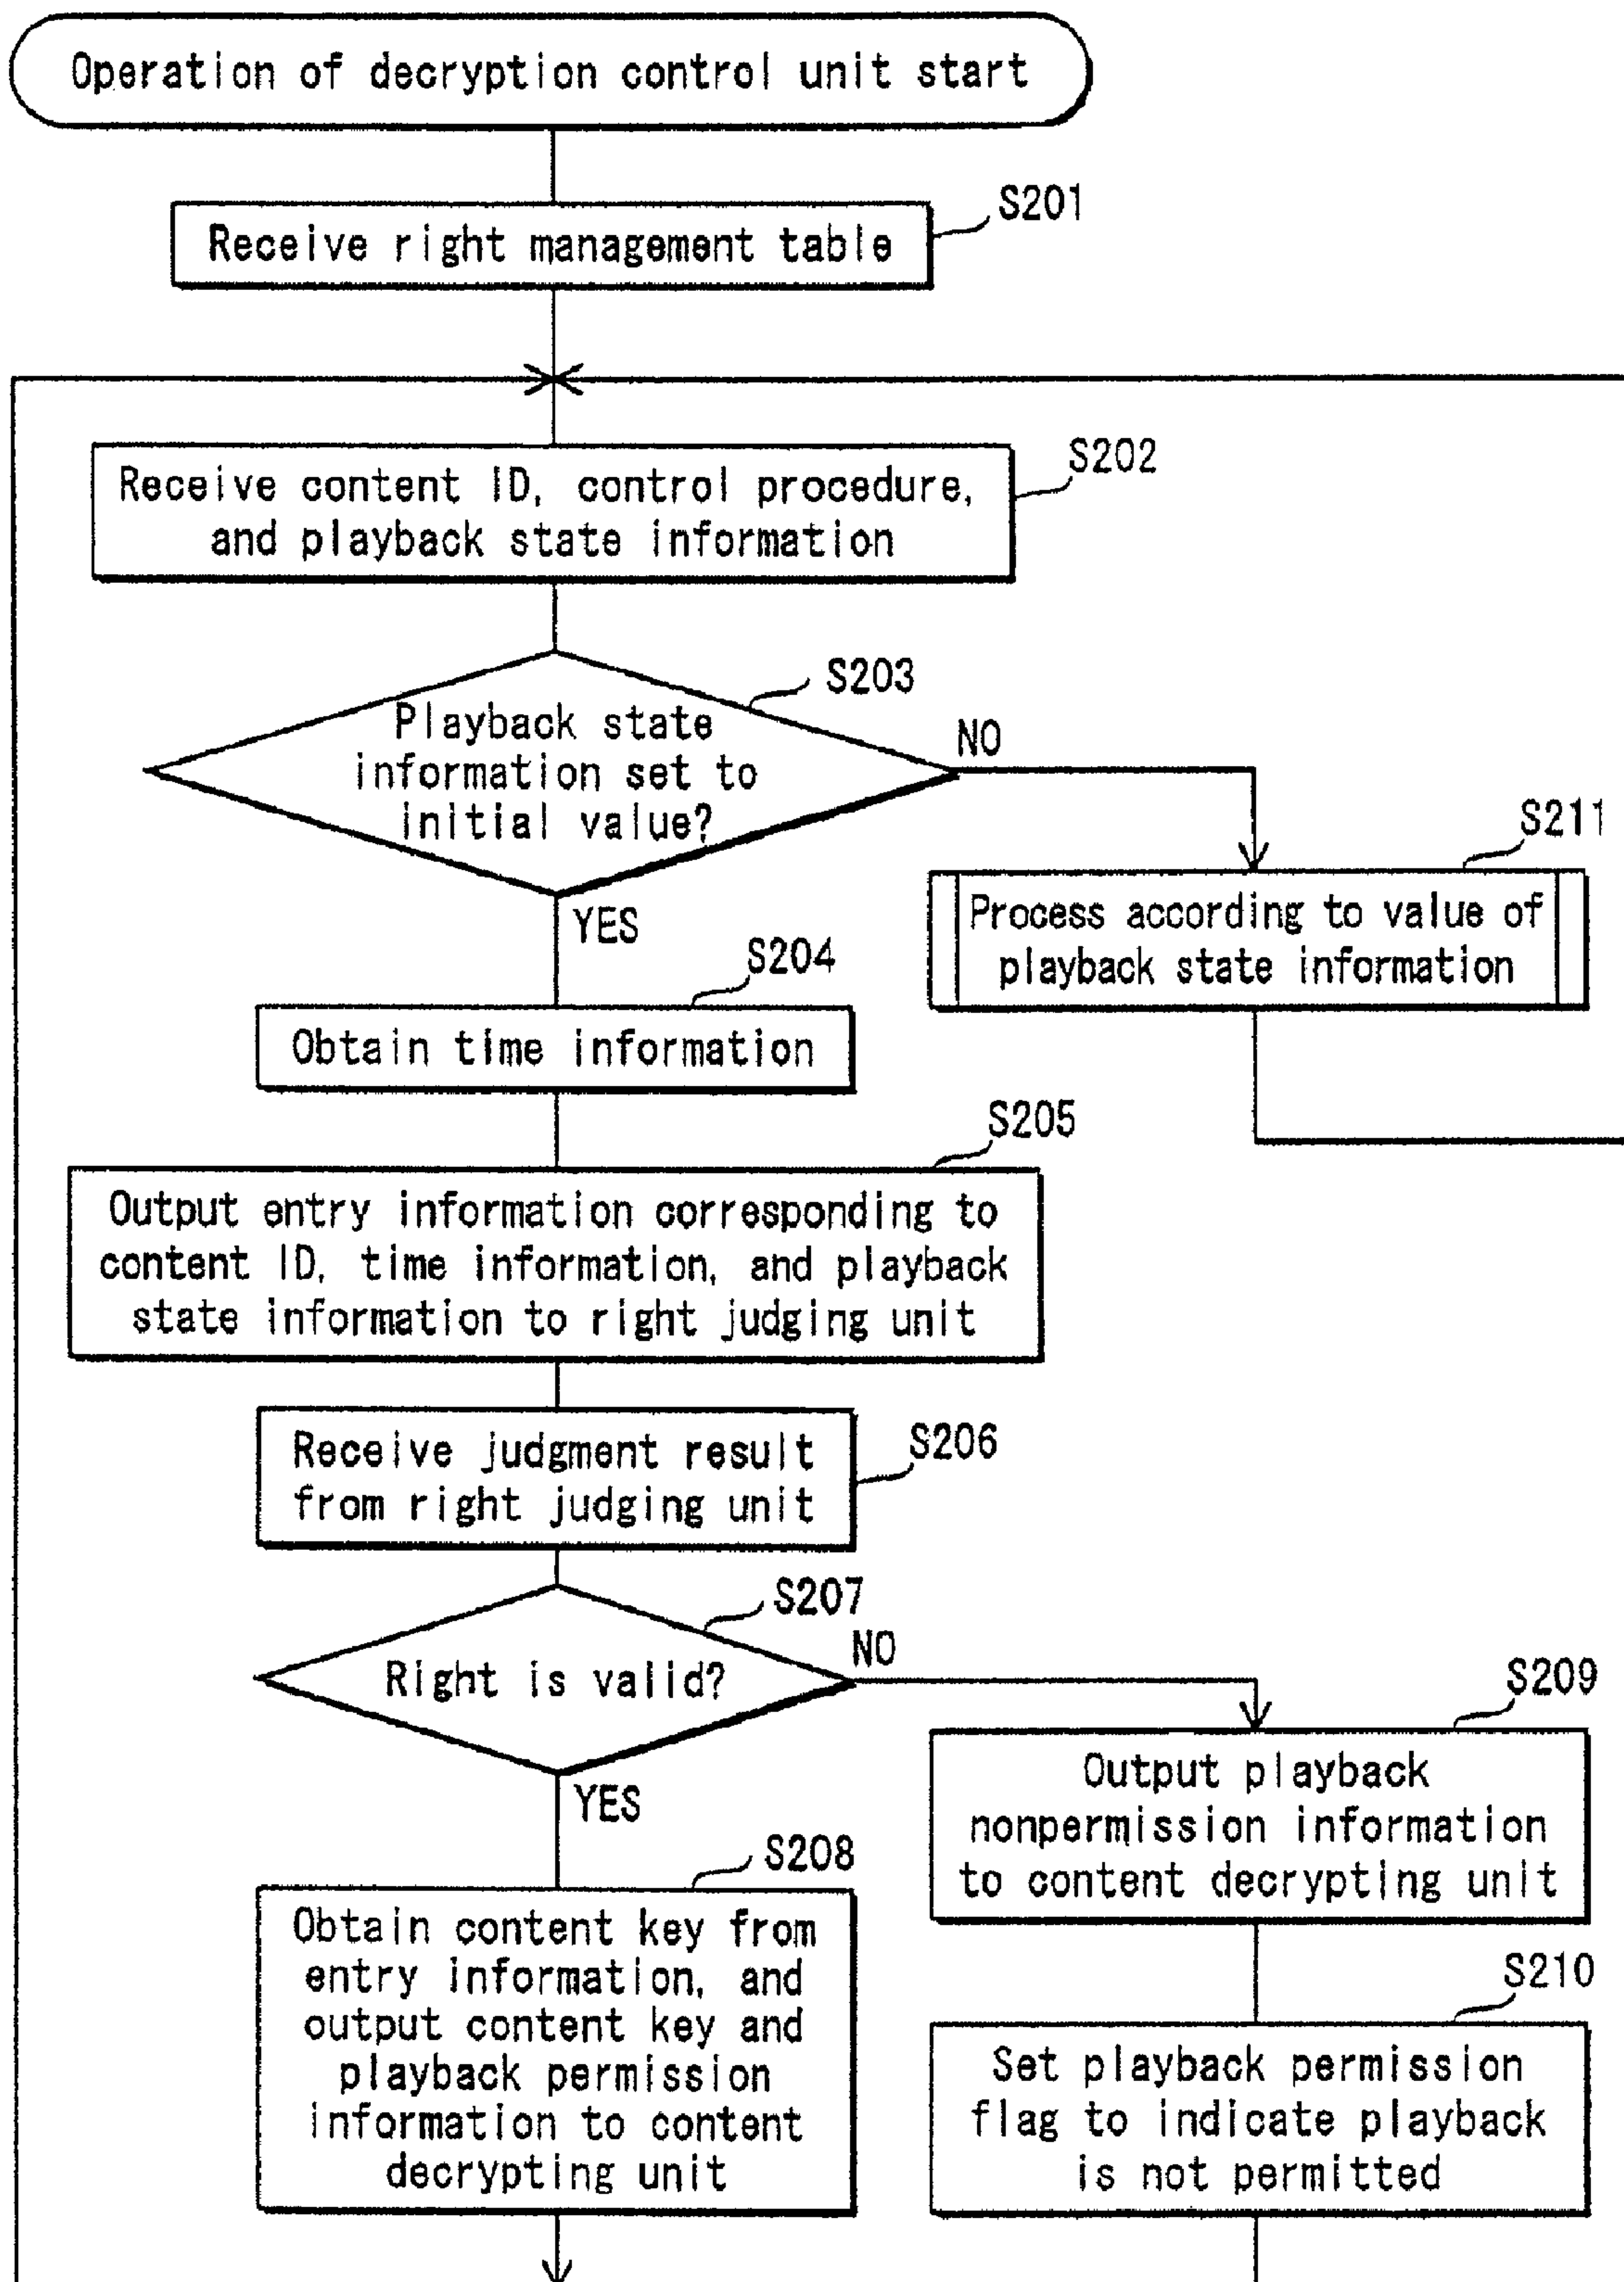 Operation of decryption control unit start
S201
Receive right management table
S202
Receive content ID, control procedure,
and playback state information
S203
Playback state
information set to
initial value?
NO
YES
S211
Process according to value of
playback state information
S204
Obtain time information
S205
Output entry information corresponding to
content ID, time information, and playback
state information to right judging unit
S206
Receive judgment result
from right judging unit
S207
Right is valid?
NO
YES
S209
Output playback
nonpermission information
to content decrypting unit
S208
Obtain content key from
entry information, and
output content key and
playback permission
information to content
decrypting unit
S210
Set playback permission
flag to indicate playback
is not permitted